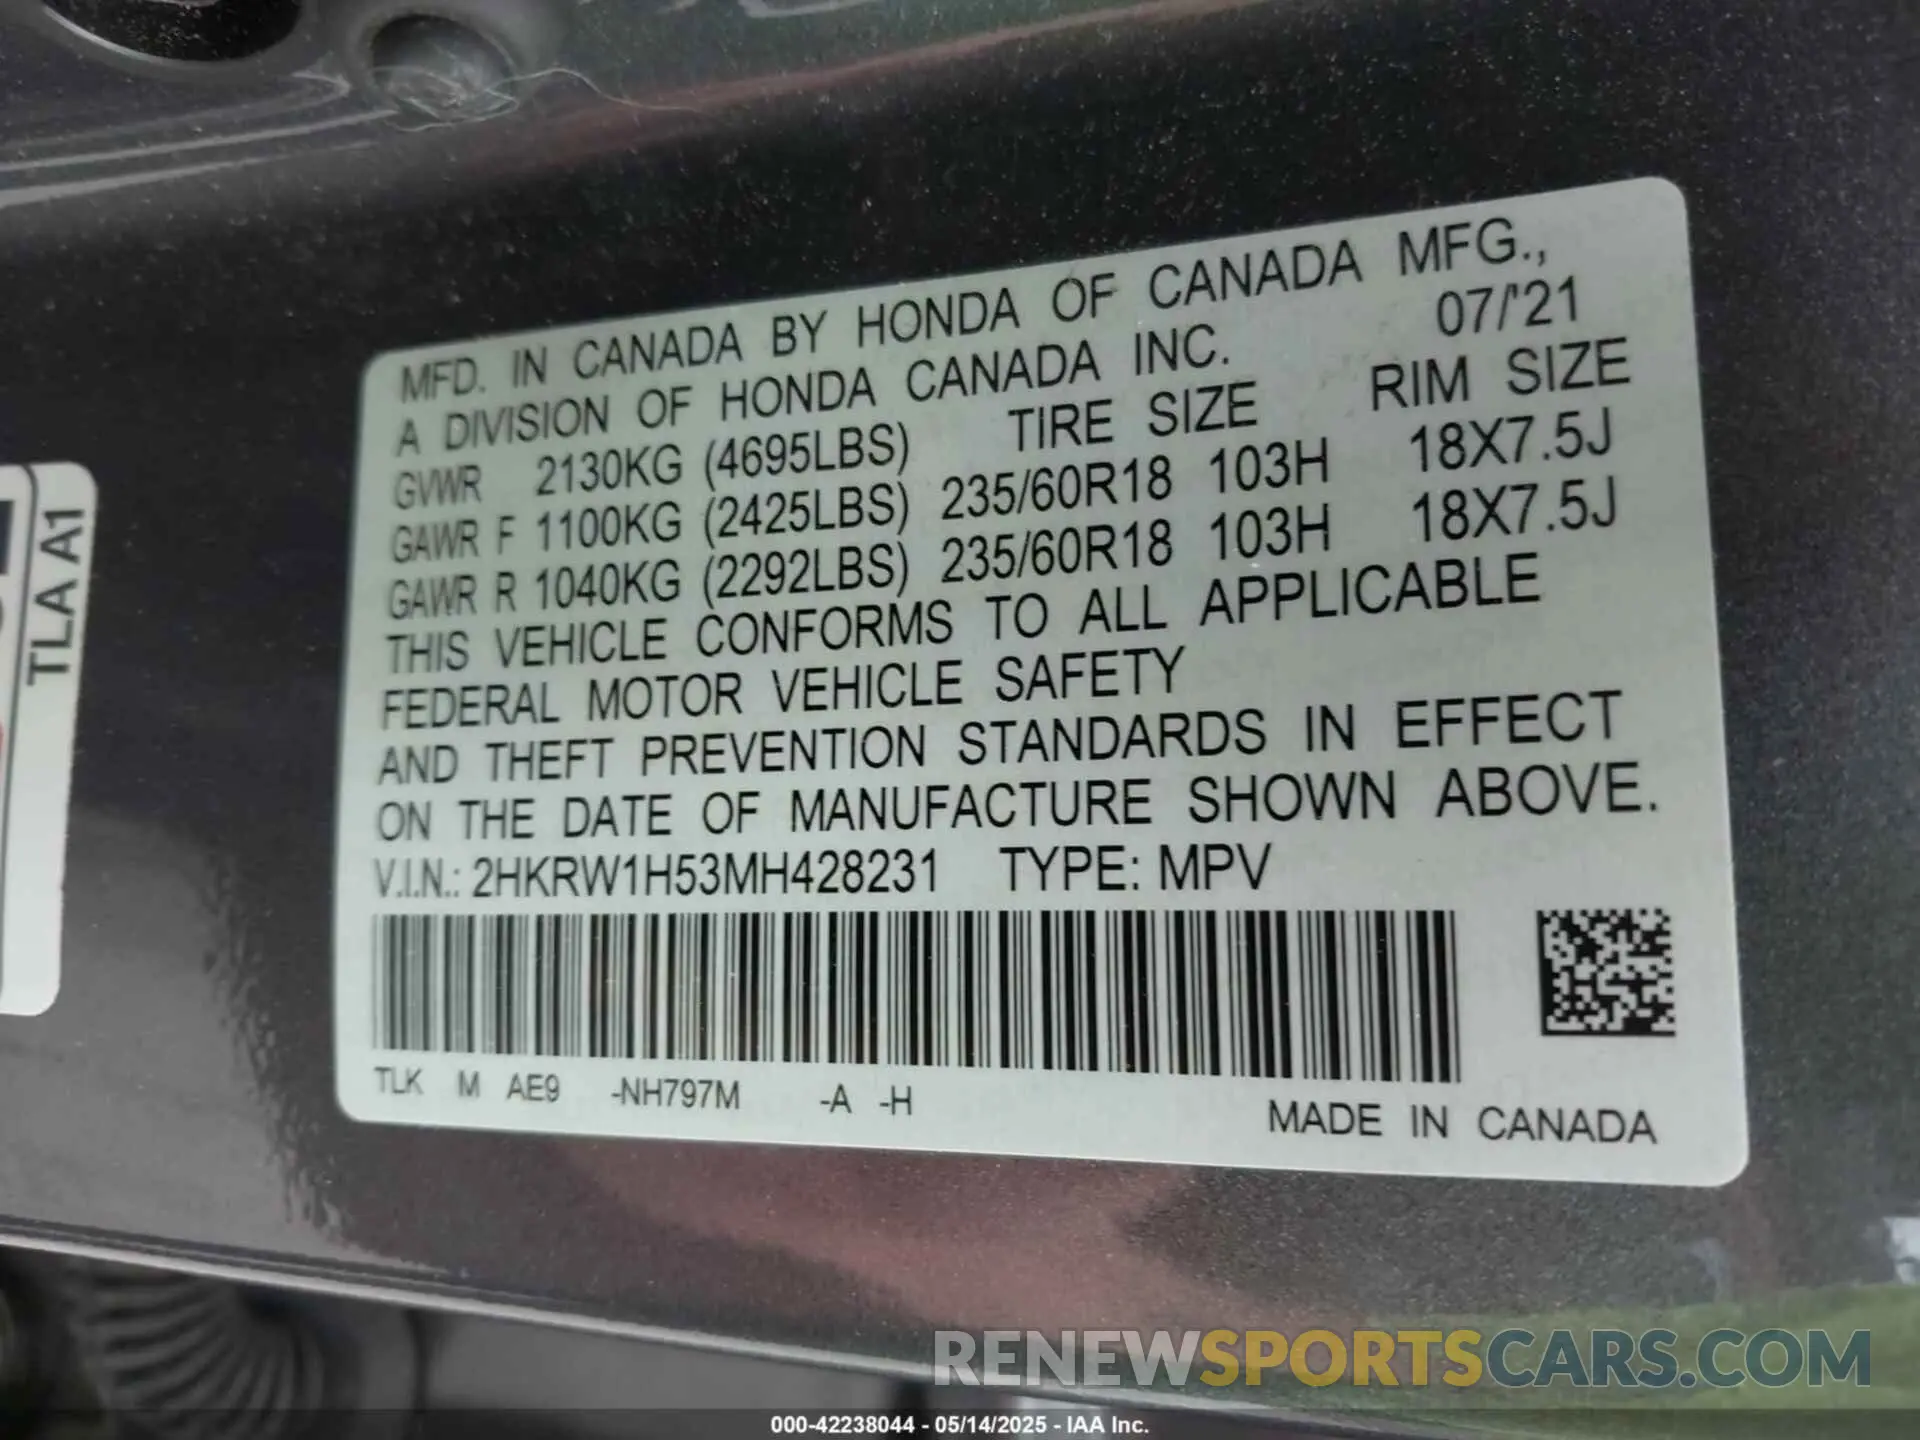 MFD. IN CANADA BY HONDA OF CANADA MFG.,
A DIVISION OF HONDA CANADA INC. 07/'21
TIRE SIZE RIM SIZE
GVWR 2130KG (4695LBS)
GAWR F 1100KG (2425LBS) 235/60R18 103H 18X7.5J
GAWR R 1040KG (2292LBS) 235/60R18 103H 18X7.5J
THIS VEHICLE CONFORMS TO ALL APPLICABLE
FEDERAL MOTOR VEHICLE SAFETY
AND THEFT PREVENTION STANDARDS IN EFFECT
ON THE DATE OF MANUFACTURE SHOWN ABOVE.
V.I.N.: 2HKRW1H53MH428231 TYPE: MPV
TLK M AE9 -NH797M -A -H
MADE IN CANADA
TLA A1
RENEWSPORTSCARS.COM
000-42238044 - 05/14/2025 - IAA Inc.